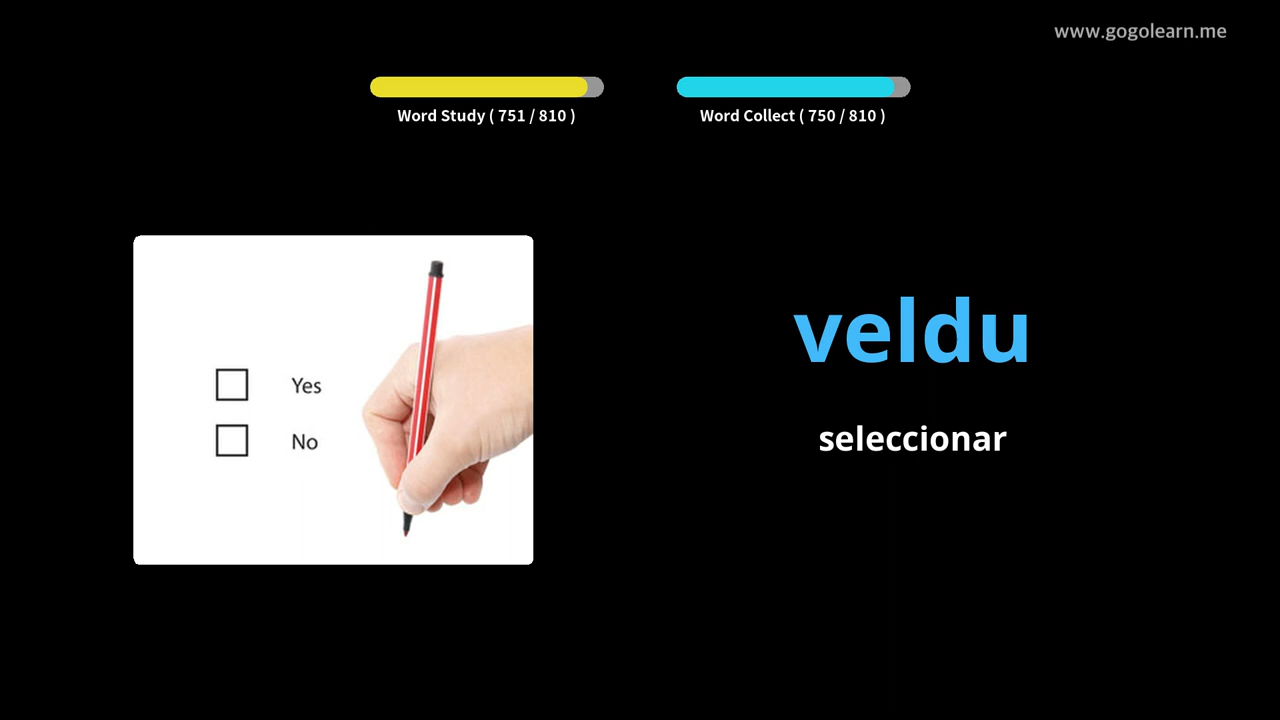 www.gogolearn.me
Word Study ( 751 / 810 )
Word Collect ( 750 / 810 )
Yes
No
veldu
seleccionar